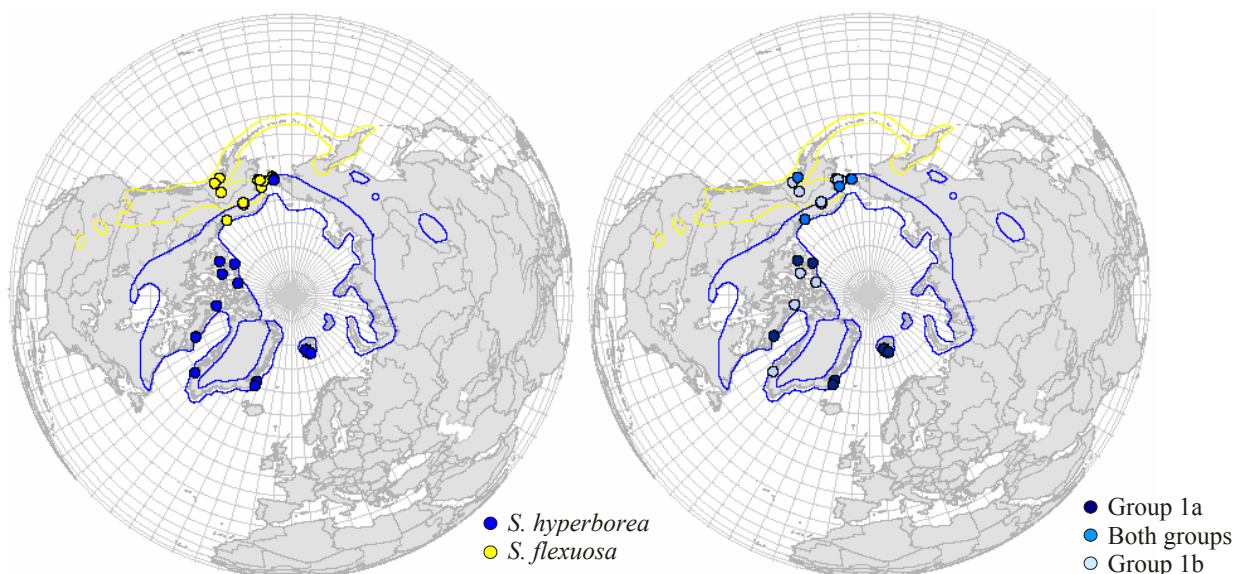 S. hyperborea
S. flexuosa
Group 1a
Both groups
Group 1b